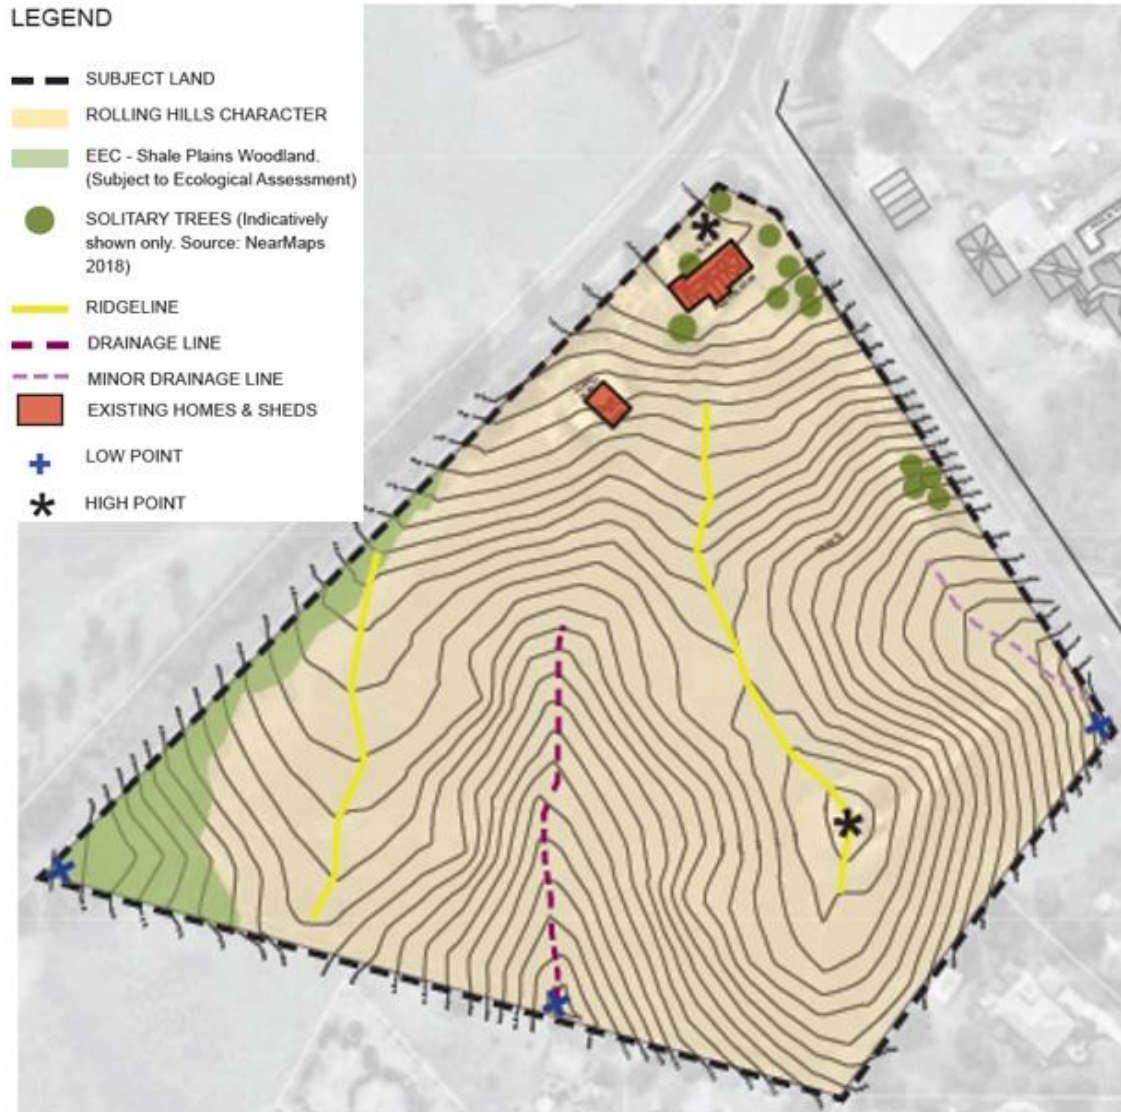 LEGEND
SUBJECT LAND
ROLLING HILLS CHARACTER
EEC - Shale Plains Woodland.
(Subject to Ecological Assessment)
SOLITARY TREES (Indicatively
shown only. Source: NearMaps
2018)
RIDGELINE
DRAINAGE LINE
MINOR DRAINAGE LINE
EXISTING HOMES & SHEDS
LOW POINT
HIGH POINT